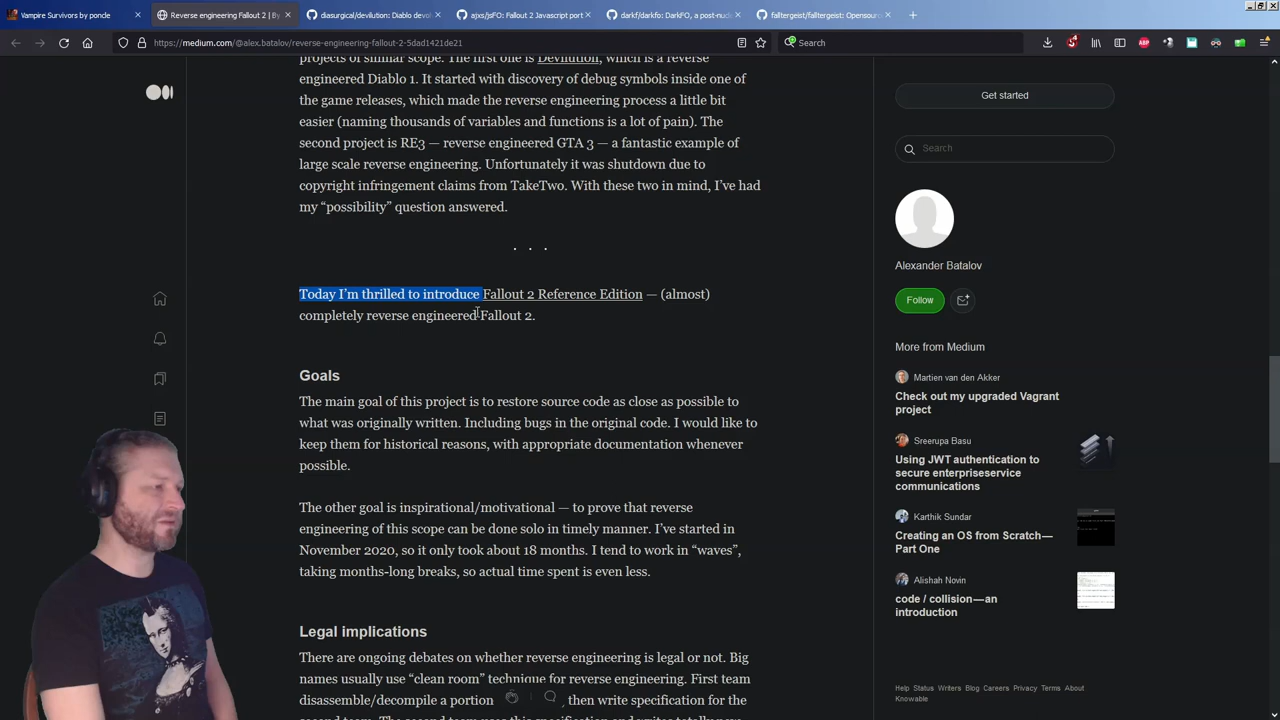 Vampire Survivors by ponde
Reverse engineering Fallout 2 | By
diasurgical/devilution: Diablo devol
ajxs/jsFO: Fallout 2 Javascript port
darkf/darkfo: DarkFO, a post-nucle
falltergeist/falltergeist: Opensourc
https://medium.com/@alex.batalov/reverse-engineering-fallout-2-5dad1421de21
Search
projects of similar scope. The first one is Devilution, which is a reverse
engineered Diablo 1. It started with discovery of debug symbols inside one of
the game releases, which made the reverse engineering process a little bit
easier (naming thousands of variables and functions is a lot of pain). The
second project is RE3 — reverse engineered GTA 3 — a fantastic example of
large scale reverse engineering. Unfortunately it was shutdown due to
copyright infringement claims from TakeTwo. With these two in mind, I've had
my “possibility” question answered.
. . .
Today I'm thrilled to introduce Fallout 2 Reference Edition — (almost)
completely reverse engineered Fallout 2.
Goals
The main goal of this project is to restore source code as close as possible to
what was originally written. Including bugs in the original code. I would like to
keep them for historical reasons, with appropriate documentation whenever
possible.
The other goal is inspirational/motivational — to prove that reverse
engineering of this scope can be done solo in timely manner. I've started in
November 2020, so it only took about 18 months. I tend to work in “waves”,
taking months-long breaks, so actual time spent is even less.
Legal implications
There are ongoing debates on whether reverse engineering is legal or not. Big
names usually use “clean room” technique for reverse engineering. First team
disassemble/decompile a portion , then write specification for the
Get started
Search
Alexander Batalov
Follow
More from Medium
Martien van den Akker
Check out my upgraded Vagrant
project
Sreerupa Basu
Using JWT authentication to
secure enterpriseservice
communications
Karthik Sundar
Creating an OS from Scratch—
Part One
Alishah Novin
code / collision—an
introduction
Help Status Writers Blog Careers Privacy Terms About
Knowable